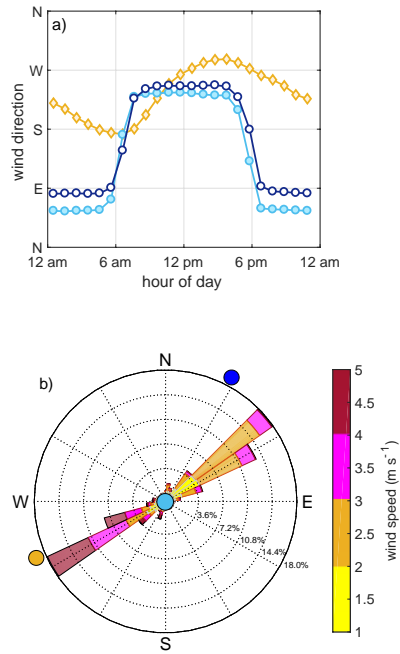 a)
N
W
S
E
N
wind direction
12 am
6 am
12 pm
6 pm
12 am
hour of day
b)
N
W
E
S
3.6%
7.2%
10.8%
14.4%
18.0%
5
4.5
4
3.5
3
2.5
2
1.5
1
wind speed (m s⁻¹)